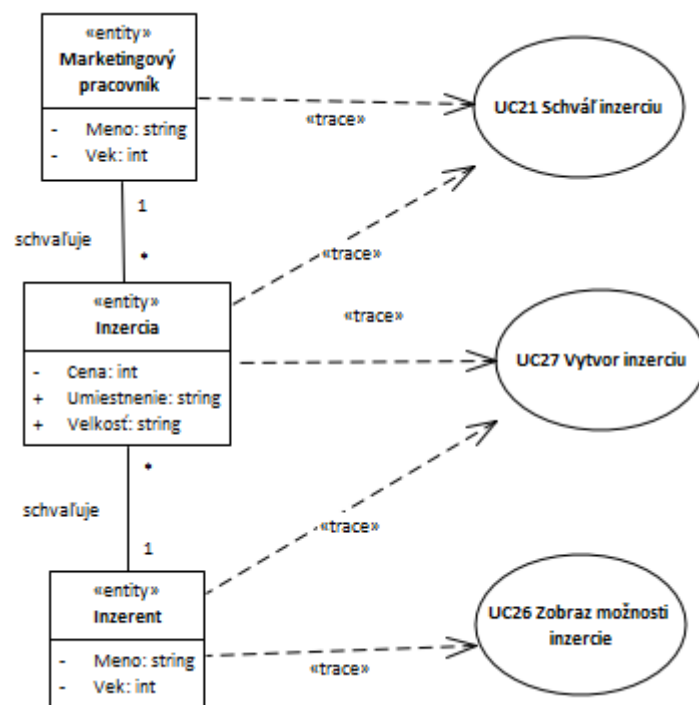 «entity»
Marketingový
pracovník
- Meno: string
- Vek: int
«trace»
UC21 Schváľ inzerciu
1
schvaľuje
*
«trace»
«entity»
Inzercia
- Cena: int
+ Umiestnenie: string
+ Velkosť: string
«trace»
UC27 Vytvor inzerciu
*
schvaľuje
1
«trace»
«entity»
Inzerent
- Meno: string
- Vek: int
«trace»
UC26 Zobraz možnosti
inzercie